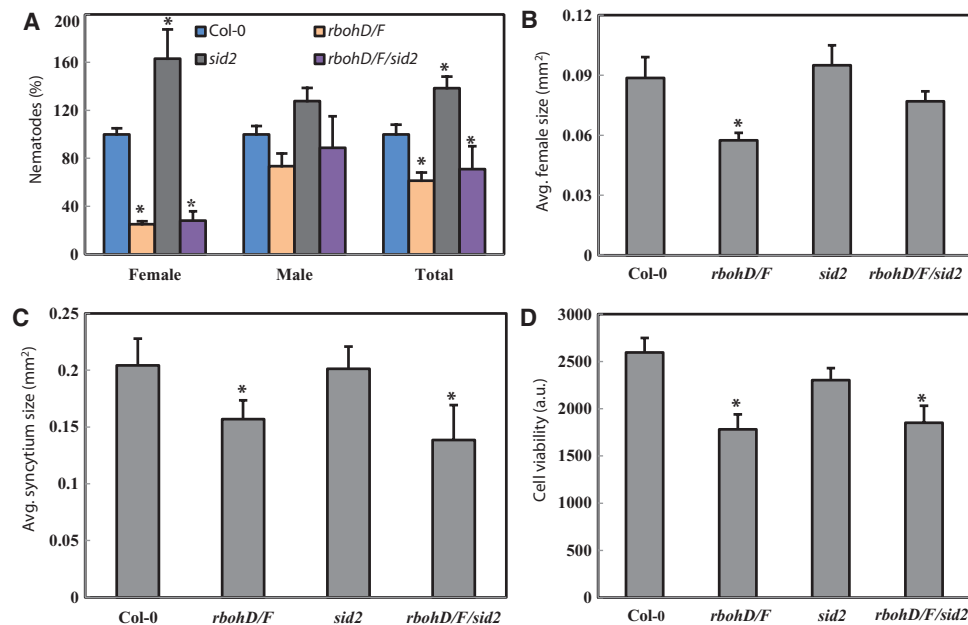 A
Nematodes (%)
200
160
120
80
40
0
Col-0
rbohD/F
sid2
rbohD/F/sid2
*
*
*
*
*
*
Female
Male
Total
B
Avg. female size (mm²)
0.12
0.09
0.06
0.03
0
*
Col-0
rbohD/F
sid2
rbohD/F/sid2
C
Avg. syncytium size (mm²)
0.25
0.2
0.15
0.1
0.05
0
*
*
Col-0
rbohD/F
sid2
rbohD/F/sid2
D
Cell viability (a.u.)
3000
2500
2000
1500
1000
500
0
*
*
Col-0
rbohD/F
sid2
rbohD/F/sid2